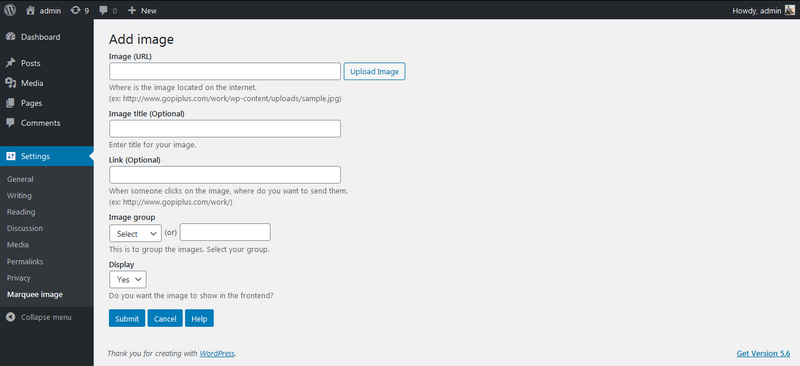 admin 9 0 New Howdy, admin
Dashboard
Posts
Media
Pages
Comments
Settings
General
Writing
Reading
Discussion
Media
Permalinks
Privacy
Marquee image
Collapse menu
Add image
Image (URL)
Upload Image
Where is the image located on the internet.
(ex: http://www.gopiplus.com/work/wp-content/uploads/sample.jpg)
Image title (Optional)
Enter title for your image.
Link (Optional)
When someone clicks on the image, where do you want to send them.
(ex: http://www.gopiplus.com/work/)
Image group
Select (or)
This is to group the images. Select your group.
Display
Yes
Do you want the image to show in the frontend?
Submit Cancel Help
Thank you for creating with WordPress. Get Version 5.6